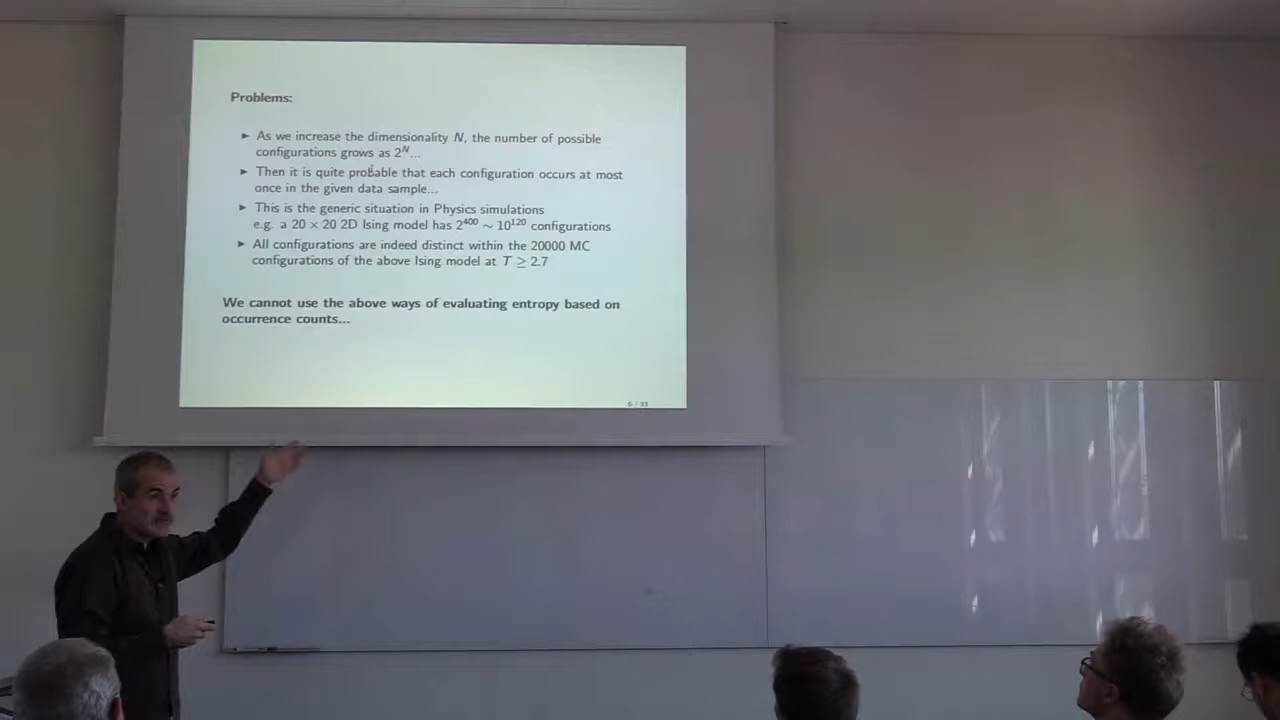 Problems:
► As we increase the dimensionality N, the number of possible
configurations grows as 2^N...
► Then it is quite probable that each configuration occurs at most
once in the given data sample...
► This is the generic situation in Physics simulations
e.g. a 20 × 20 2D Ising model has 2^400 ∼ 10^120 configurations
► All configurations are indeed distinct within the 20000 MC
configurations of the above Ising model at T ≥ 2.7
We cannot use the above ways of evaluating entropy based on
occurrence counts...
6 / 33